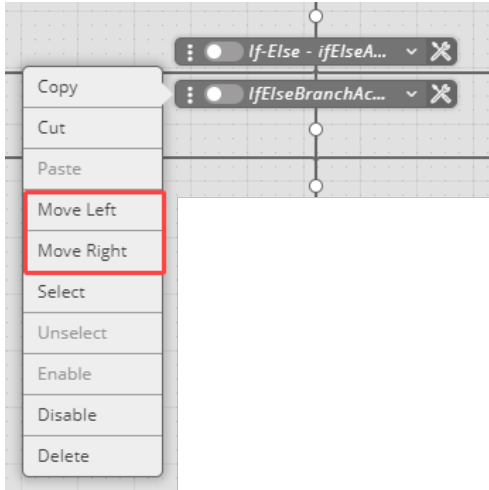 If-Else - ifElseA...
IfElseBranchAc...
Copy
Cut
Paste
Move Left
Move Right
Select
Unselect
Enable
Disable
Delete